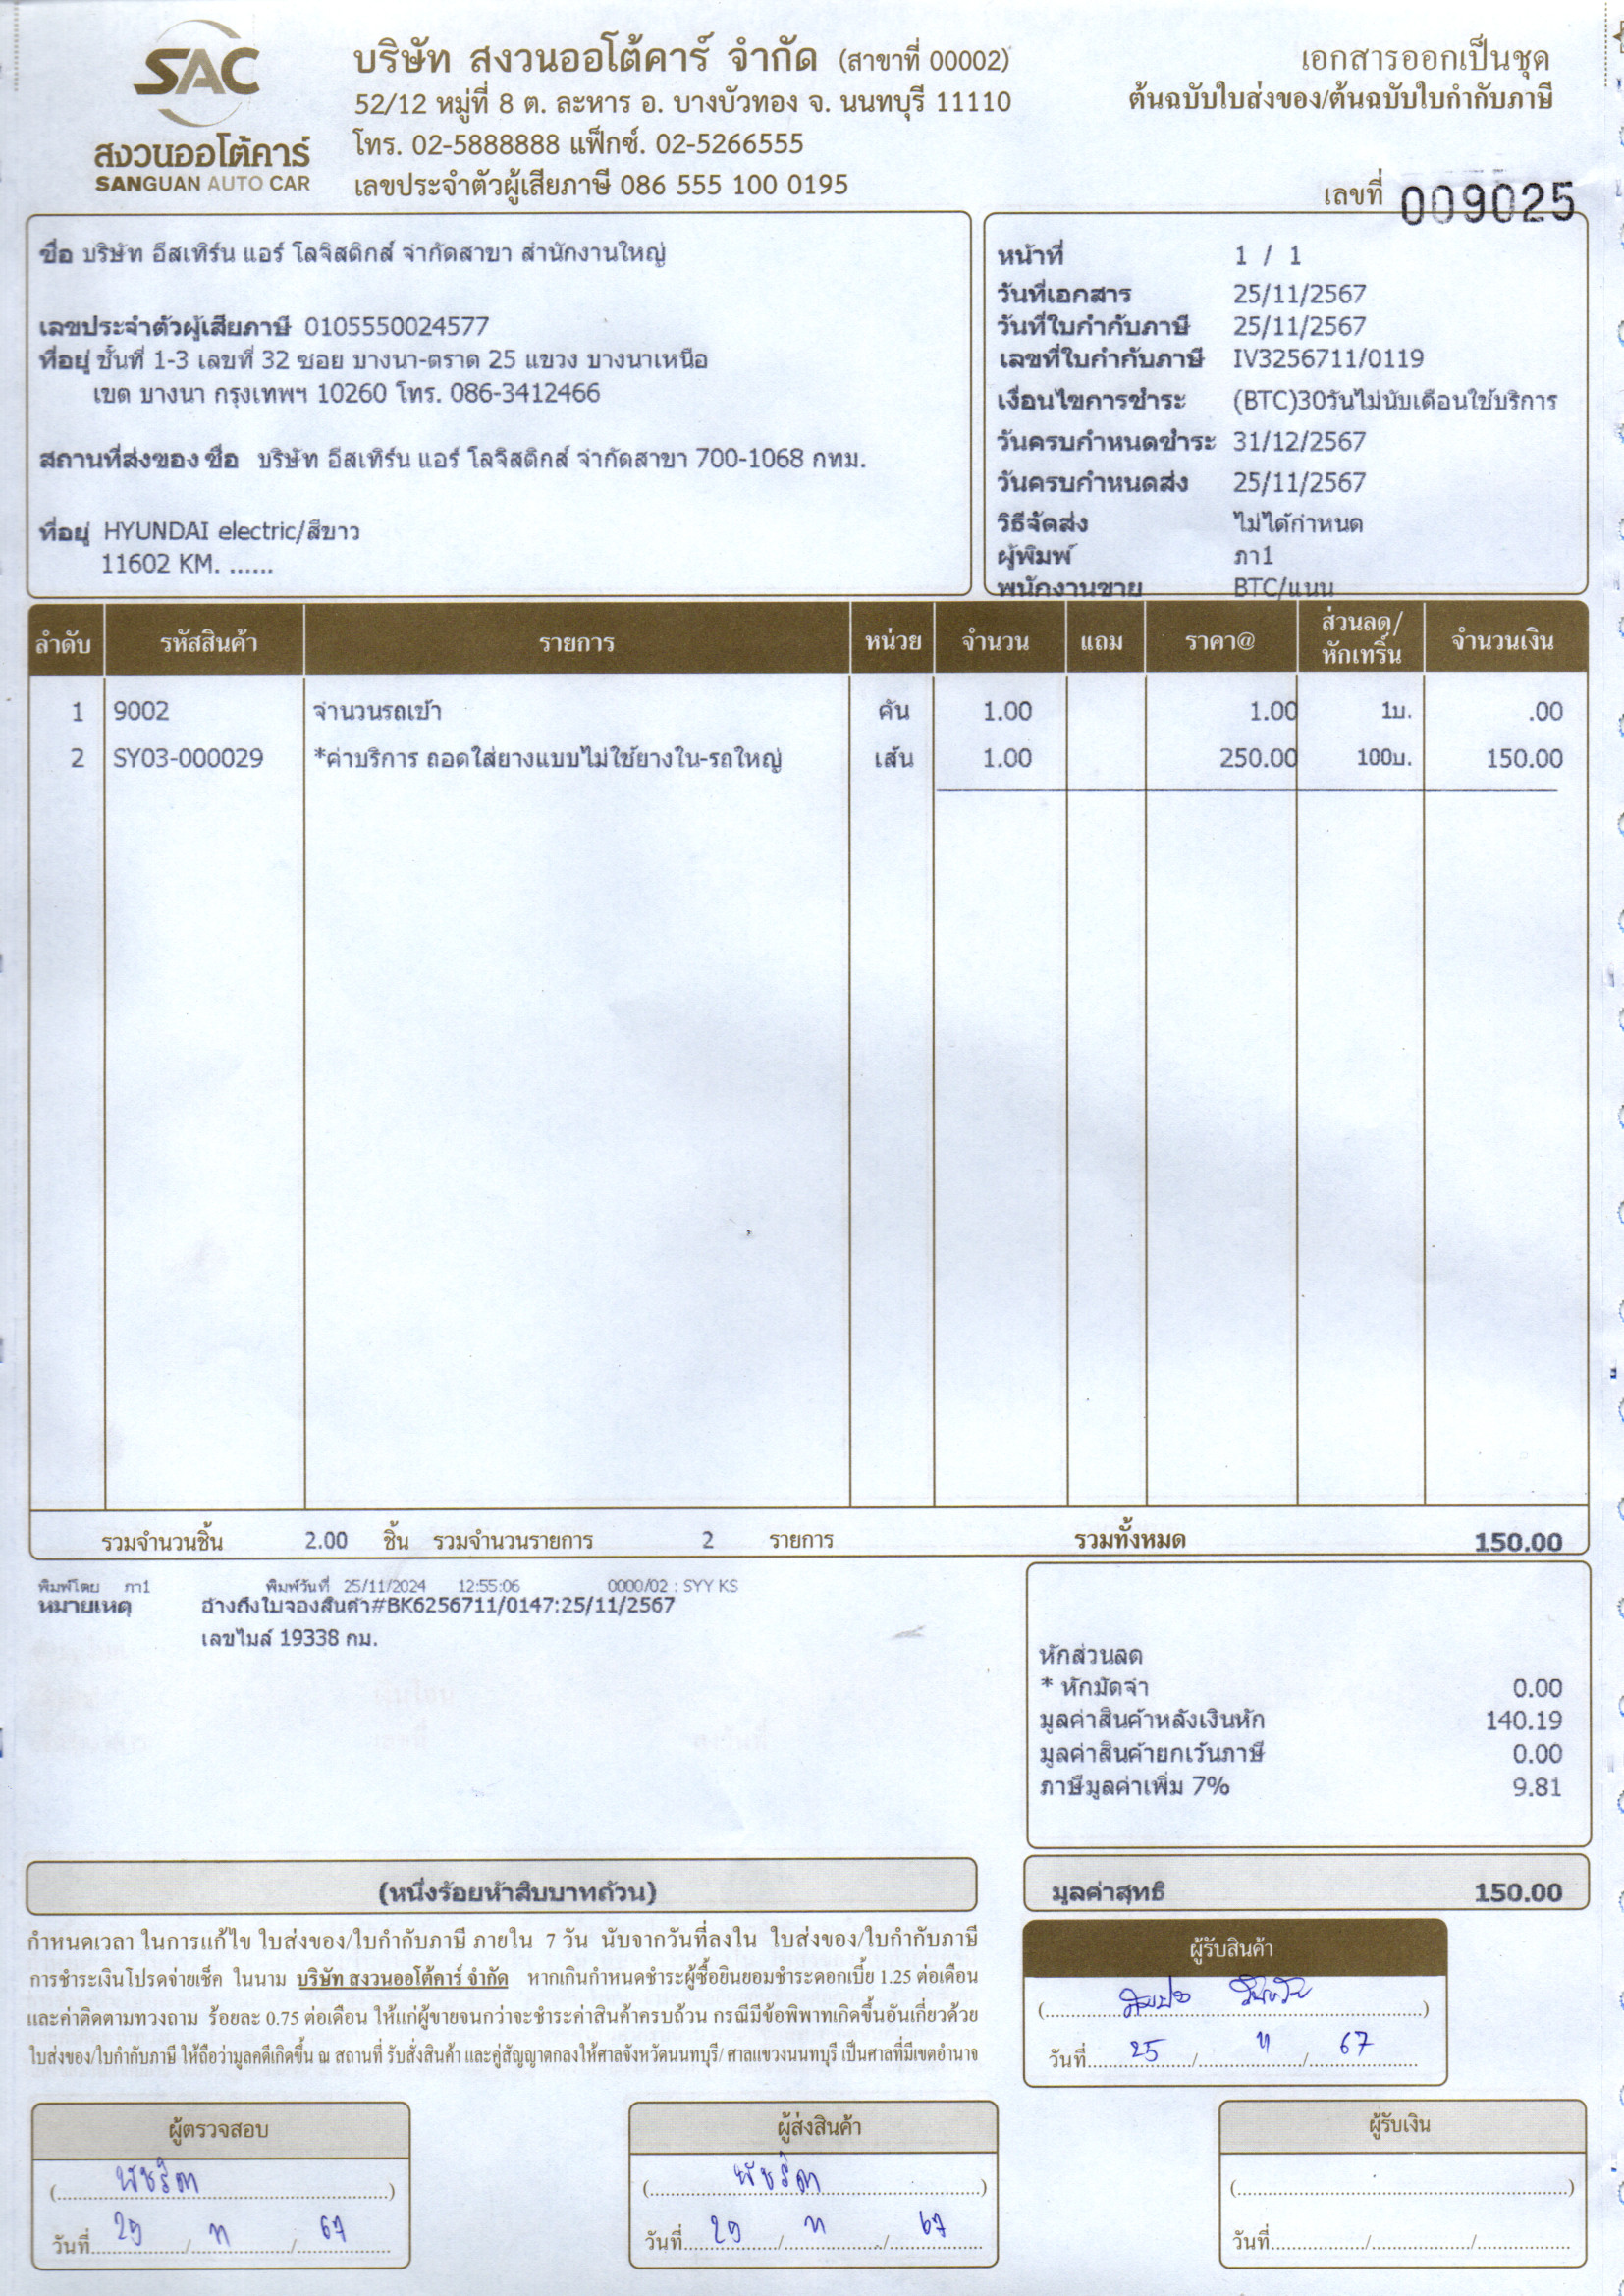 SAC
สงวนออโต้คาร์
SANGUAN AUTO CAR
บริษัท สงวนออโต้คาร์ จำกัด (สาขาที่ 00002)
52/12 หมู่ที่ 8 ต. ละหาร อ. บางบัวทอง จ. นนทบุรี 11110
โทร. 02-5888888 แฟ็กซ์. 02-5266555
เลขประจำตัวผู้เสียภาษี 086 555 100 0195
เอกสารออกเป็นชุด
ต้นฉบับใบส่งของ/ต้นฉบับใบกำกับภาษี
เลขที่ 009025
ชื่อ บริษัท อีสเทิร์น แอร์ โลจิสติกส์ จำกัดสาขา สำนักงานใหญ่
เลขประจำตัวผู้เสียภาษี 0105550024577
ที่อยู่ ชั้นที่ 1-3 เลขที่ 32 ซอย บางนา-ตราด 25 แขวง บางนาเหนือ
เขต บางนา กรุงเทพฯ 10260 โทร. 086-3412466
สถานที่ส่งของ ชื่อ บริษัท อีสเทิร์น แอร์ โลจิสติกส์ จำกัดสาขา 700-1068 กทม.
ที่อยู่ HYUNDAI electric/สีขาว
11602 KM. ......
หน้าที่ 1 / 1
วันที่เอกสาร 25/11/2567
วันที่ใบกำกับภาษี 25/11/2567
เลขที่ใบกำกับภาษี IV3256711/0119
เงื่อนไขการชำระ (BTC)30วันไม่นับเดือนใช้บริการ
วันครบกำหนดชำระ 31/12/2567
วันครบกำหนดส่ง 25/11/2567
วิธีจัดส่ง ไม่ได้กำหนด
ผู้พิมพ์ ภา1
พนักงานขาย BTC/แนน
ลำดับ รหัสสินค้า รายการ หน่วย จำนวน แถม ราคา@ ส่วนลด/หักเทริ์น จำนวนเงิน
1 9002 จำนวนรถเข้า คัน 1.00 1.00 1บ. .00
2 SY03-000029 *ค่าบริการ ถอดใส่ยางแบบไม่ใช้ยางใน-รถใหญ่ เส้น 1.00 250.00 100บ. 150.00
รวมจำนวนชิ้น 2.00 ชิ้น รวมจำนวนรายการ 2 รายการ รวมทั้งหมด 150.00
พิมพ์โดย ภา1 พิมพ์วันที่ 25/11/2024 12:55:06 0000/02 : SYY KS
หมายเหตุ อ้างถึงใบจองสินค้า#BK6256711/0147:25/11/2567
เลขไมล์ 19338 กม.
หักส่วนลด
* หักมัดจำ 0.00
มูลค่าสินค้าหลังเงินหัก 140.19
มูลค่าสินค้ายกเว้นภาษี 0.00
ภาษีมูลค่าเพิ่ม 7% 9.81
(หนึ่งร้อยห้าสิบบาทถ้วน)
มูลค่าสุทธิ 150.00
กำหนดเวลา ในการแก้ไข ใบส่งของ/ใบกำกับภาษี ภายใน 7 วัน นับจากวันที่ลงใน ใบส่งของ/ใบกำกับภาษี
การชำระเงินโปรดจ่ายเช็ค ในนาม บริษัท สงวนออโต้คาร์ จำกัด หากเกินกำหนดชำระผู้ซื้อยินยอมชำระดอกเบี้ย 1.25 ต่อเดือน
และค่าติดตามทวงถาม ร้อยละ 0.75 ต่อเดือน ให้แก่ผู้ขายจนกว่าจะชำระค่าสินค้าครบถ้วน กรณีมีข้อพิพาทเกิดขึ้นอันเกี่ยวด้วย
ใบส่งของ/ใบกำกับภาษี ให้ถือว่ามูลคดีเกิดขึ้น ณ สถานที่ รับสั่งสินค้า และคู่สัญญาตกลงให้ศาลจังหวัดนนทบุรี/ ศาลแขวงนนทบุรี เป็นศาลที่มีเขตอำนาจ
ผู้รับสินค้า
วันที่ 25 / 11 / 67
ผู้ตรวจสอบ
(พัชริดา)
วันที่ 29 / 11 / 67
ผู้ส่งสินค้า
(พัชริดา)
วันที่ 29 / 11 / 67
ผู้รับเงิน
(..........)
วันที่........../........../..........